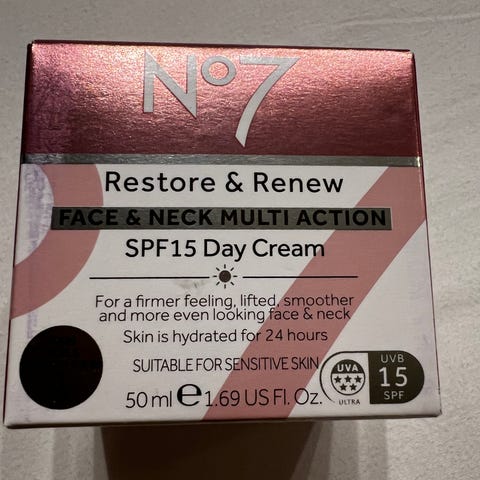 No7
Restore & Renew
FACE & NECK MULTI ACTION
SPF15 Day Cream
For a firmer feeling, lifted, smoother
and more even looking face & neck
Skin is hydrated for 24 hours
SUITABLE FOR SENSITIVE SKIN
50 ml ℮ 1.69 US Fl. Oz.
UVA
ULTRA
UVB
15
SPF